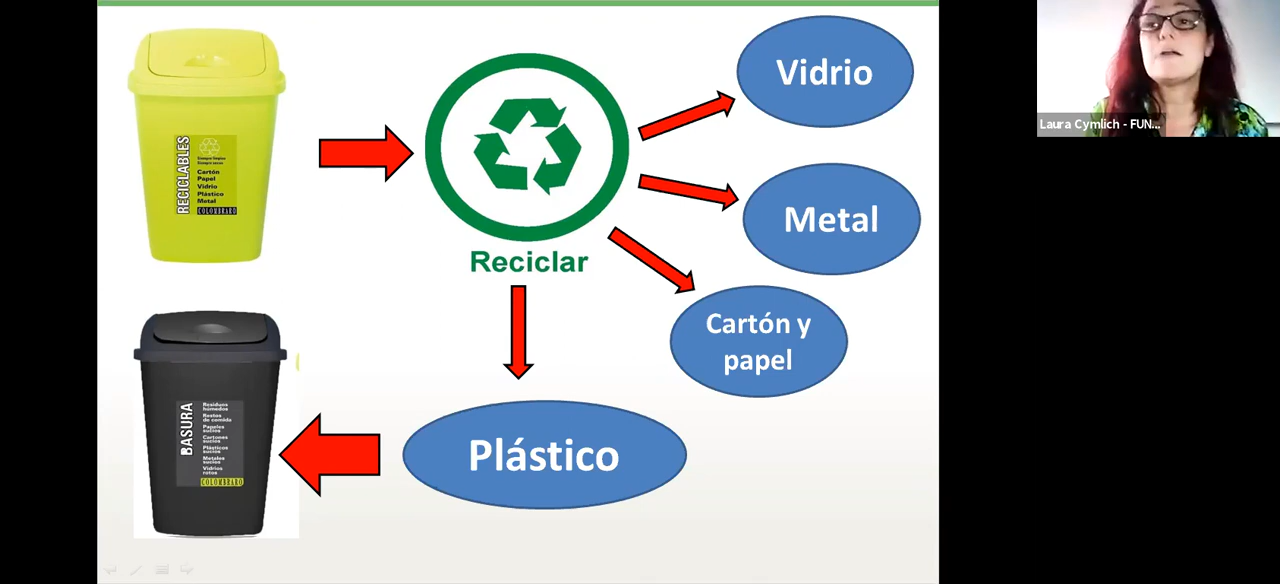 RECICLABLES
Cartón
Papel
Vidrio
Plástico
Metal
COLOMBRARO
Reciclar
Vidrio
Metal
Cartón y
papel
Plástico
BASURA
Residuos
húmedos
Restos
de comida
Papeles
sucios
Cartones
sucios
Plásticos
sucios
Metales
sucios
Vidrios
rotos
COLOMBRARO
Laura Cymlich - FUN...